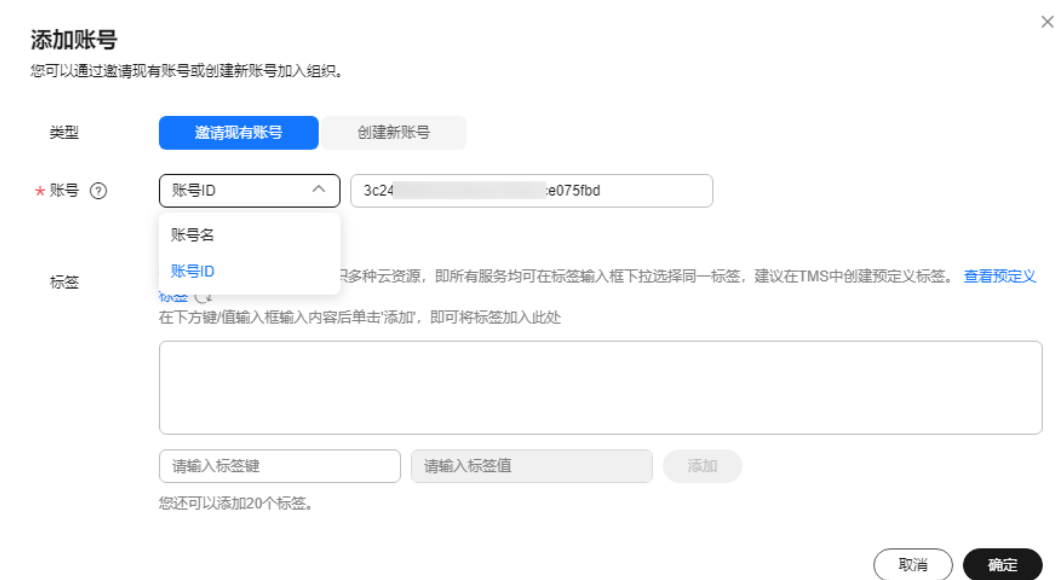 添加账号
您可以通过邀请现有账号或创建新账号加入组织。
类型 邀请现有账号 创建新账号
* 账号 账号ID 3c24 e075fbd
账号名
账号ID
标签 多种云资源，即所有服务均可在标签输入框下拉选择同一标签，建议在TMS中创建预定义标签。 查看预定义
标签
在下方键/值输入框输入内容后单击'添加'，即可将标签加入此处
请输入标签键 请输入标签值 添加
您还可以添加20个标签。
取消 确定